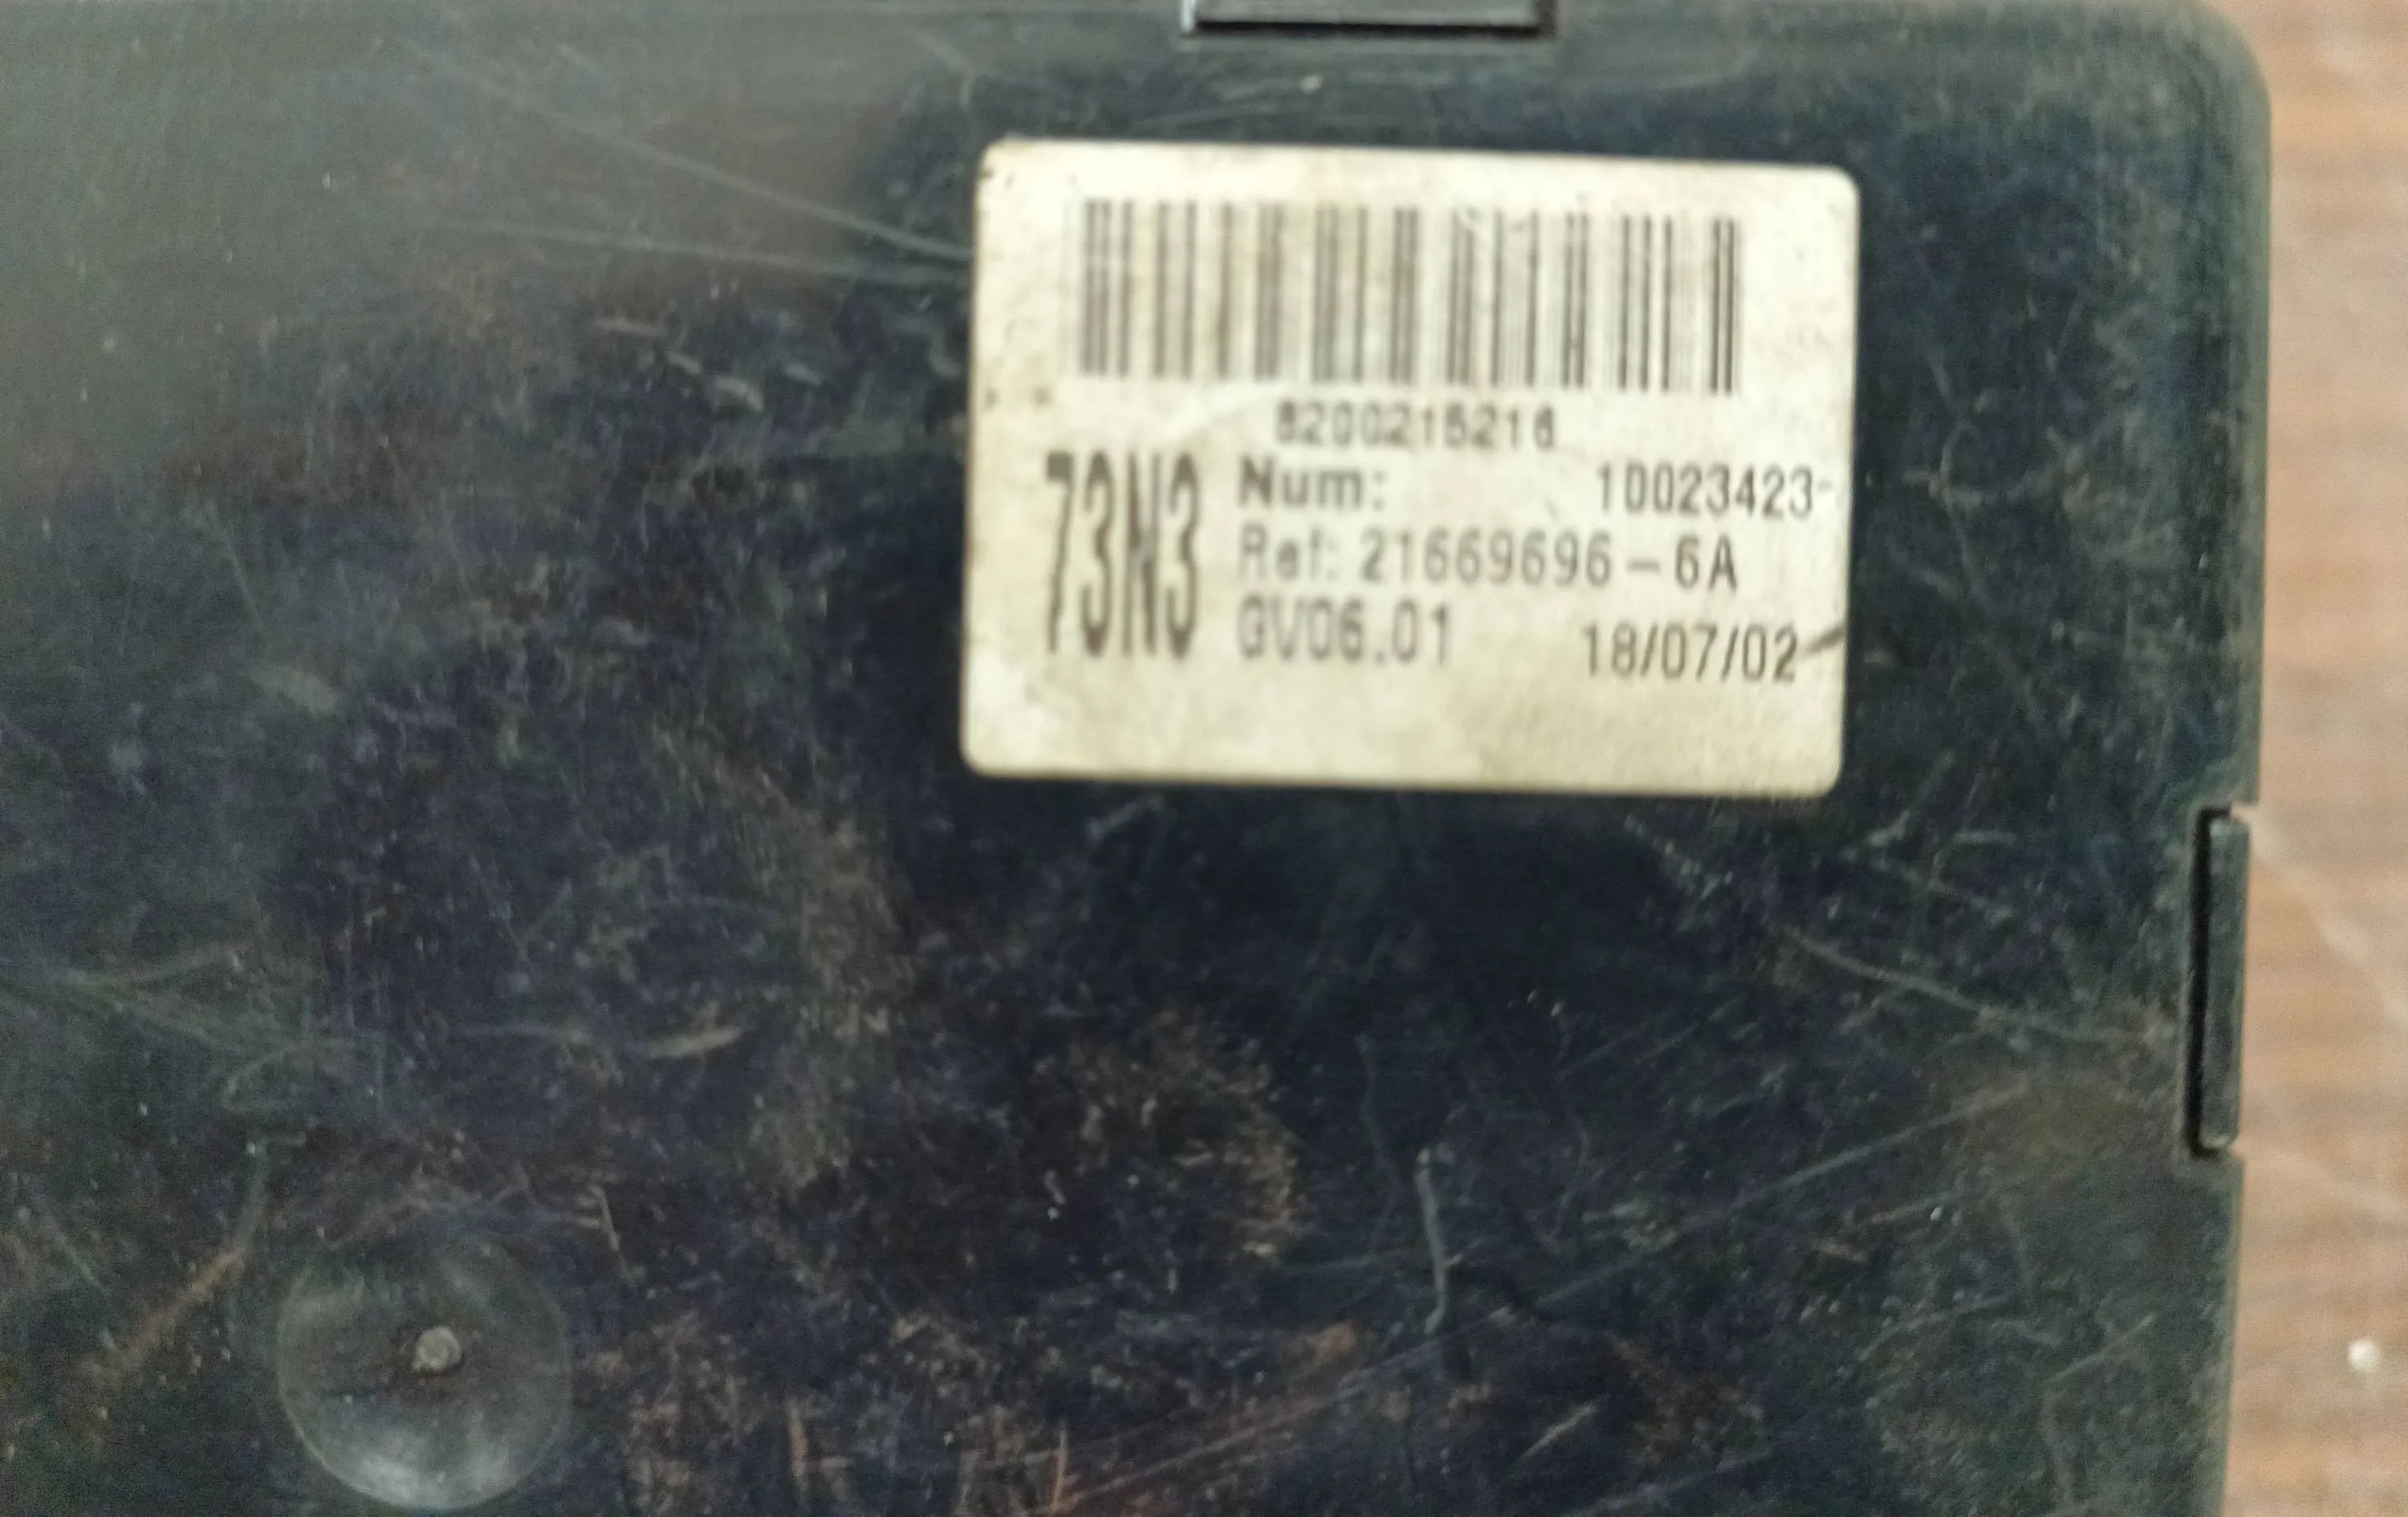 8200215216
73N3
Num: 10023423-
Ref: 21669696-6A
GV06.01 18/07/02